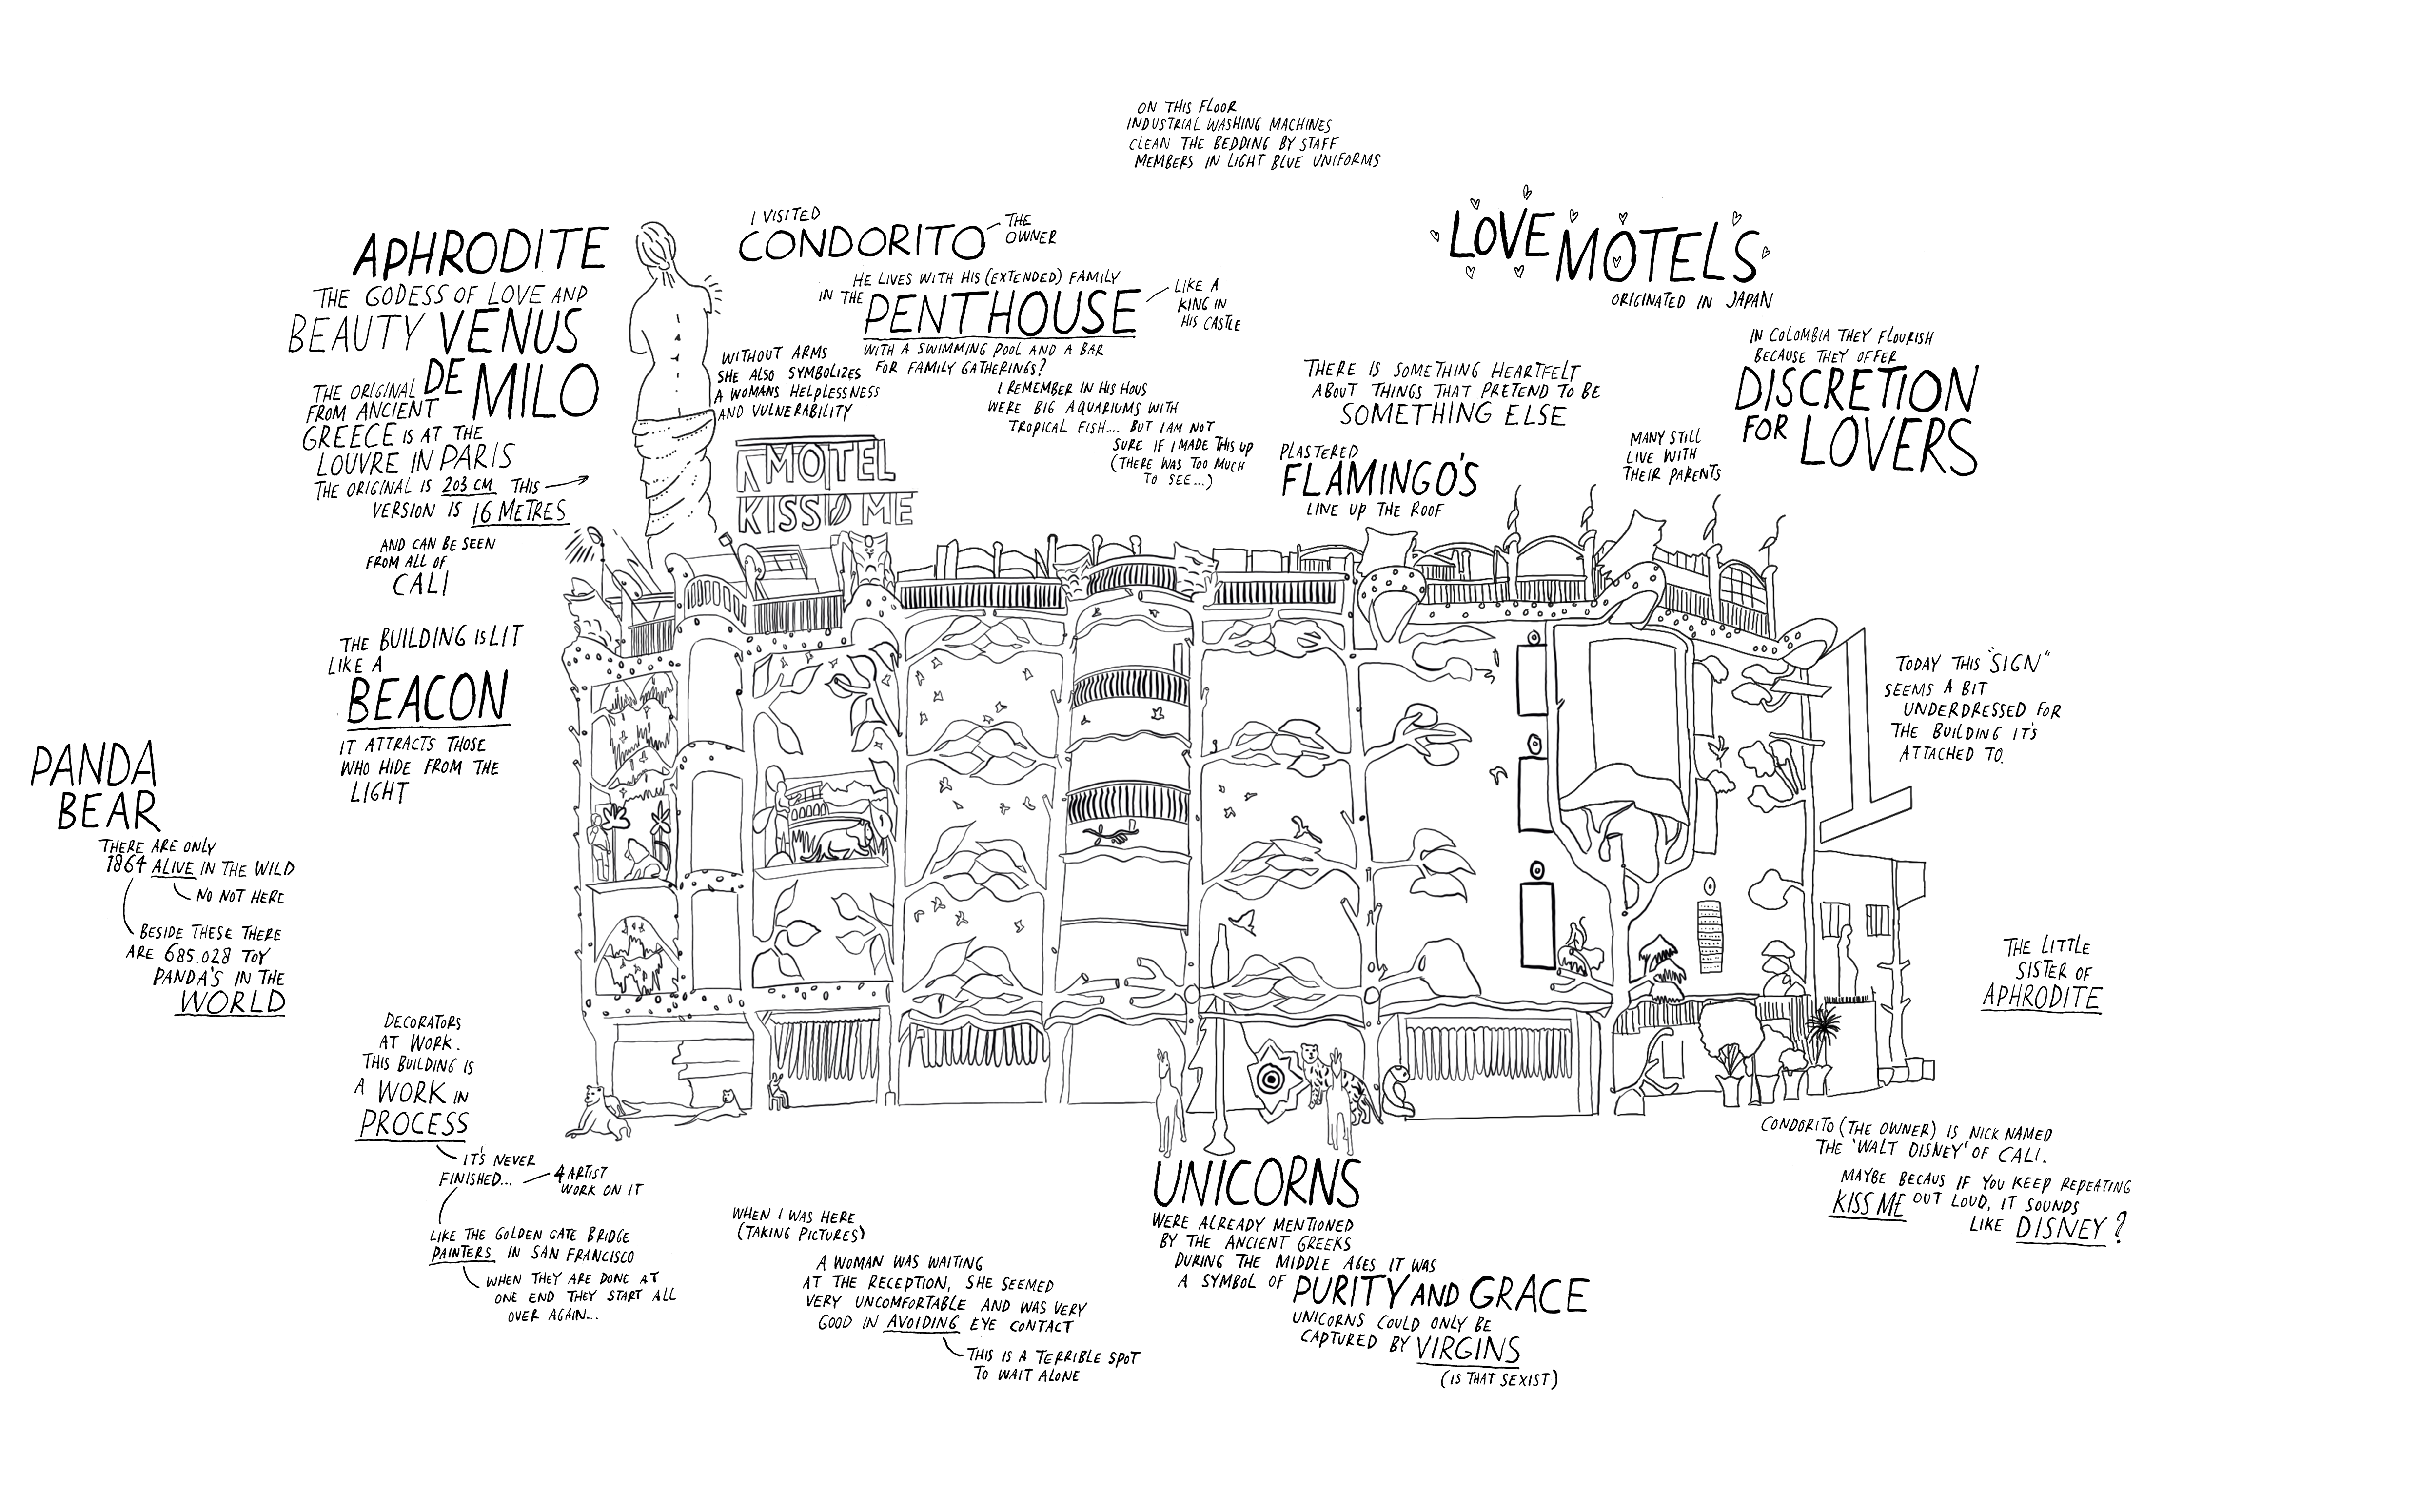 ON THIS FLOOR
INDUSTRIAL WASHING MACHINES
CLEAN THE BEDDING BY STAFF
MEMBERS IN LIGHT BLUE UNIFORMS
APHRODITE
THE GODESS OF LOVE AND
BEAUTY VENUS
DE MILO
THE ORIGINAL
FROM ANCIENT
GREECE IS AT THE
LOUVRE IN PARIS
THE ORIGINAL IS 203 CM THIS
VERSION IS 16 METRES
AND CAN BE SEEN
FROM ALL OF
CALI
I VISITED
CONDORITO
THE
OWNER
HE LIVES WITH HIS (EXTENDED) FAMILY
IN THE PENTHOUSE
LIKE A
KING IN
HIS CASTLE
WITH A SWIMMING POOL AND A BAR
FOR FAMILY GATHERINGS?
I REMEMBER IN HIS HOUS
WERE BIG AQUARIUMS WITH
TROPICAL FISH.... BUT I AM NOT
SURE IF I MADE THIS UP
(THERE WAS TOO MUCH
TO SEE...)
WITHOUT ARMS
SHE ALSO SYMBOLIZES
A WOMANS HELPLESSNESS
AND VULNERABILITY
MOTEL
KISS ME
LOVE MOTELS
ORIGINATED IN JAPAN
IN COLOMBIA THEY FLOURISH
BECAUSE THEY OFFER
DISCRETION
FOR LOVERS
MANY STILL
LIVE WITH
THEIR PARENTS
THERE IS SOMETHING HEARTFELT
ABOUT THINGS THAT PRETEND TO BE
SOMETHING ELSE
PLASTERED
FLAMINGO'S
LINE UP THE ROOF
THE BUILDING IS LIT
LIKE A
BEACON
IT ATTRACTS THOSE
WHO HIDE FROM THE
LIGHT
TODAY THIS "SIGN"
SEEMS A BIT
UNDERDRESSED FOR
THE BUILDING IT'S
ATTACHED TO.
PANDA
BEAR
THERE ARE ONLY
1864 ALIVE IN THE WILD
NO NOT HERE
BESIDE THESE THERE
ARE 685.028 TOY
PANDA'S IN THE
WORLD
THE LITTLE
SISTER OF
APHRODITE
DECORATORS
AT WORK.
THIS BUILDING IS
A WORK IN
PROCESS
IT'S NEVER
FINISHED...
4 ARTIST
WORK ON IT
LIKE THE GOLDEN GATE BRIDGE
PAINTERS IN SAN FRANCISCO
WHEN THEY ARE DONE AT
ONE END THEY START ALL
OVER AGAIN...
WHEN I WAS HERE
(TAKING PICTURES)
A WOMAN WAS WAITING
AT THE RECEPTION, SHE SEEMED
VERY UNCOMFORTABLE AND WAS VERY
GOOD IN AVOIDING EYE CONTACT
THIS IS A TERRIBLE SPOT
TO WAIT ALONE
UNICORNS
WERE ALREADY MENTIONED
BY THE ANCIENT GREEKS
DURING THE MIDDLE AGES IT WAS
A SYMBOL OF PURITY AND GRACE
UNICORNS COULD ONLY BE
CAPTURED BY VIRGINS
(IS THAT SEXIST)
CONDORITO (THE OWNER) IS NICK NAMED
THE 'WALT DISNEY' OF CALI.
MAYBE BECAUS IF YOU KEEP REPEATING
KISS ME OUT LOUD, IT SOUNDS
LIKE DISNEY?